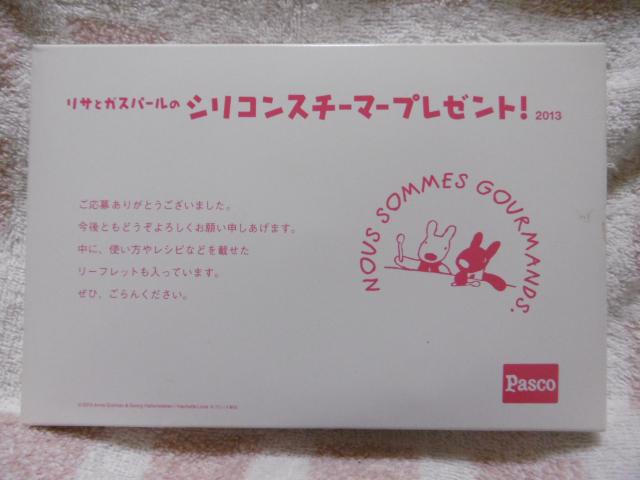 リサとガスパールの シリコンスチーマープレゼント! 2013
ご応募ありがとうございました。
今後ともどうぞよろしくお願い申しあげます。
中に、使い方やレシピなどを載せた
リーフレットも入っています。
ぜひ、ごらんください。
NOUS SOMMES GOURMANDS.
Pasco